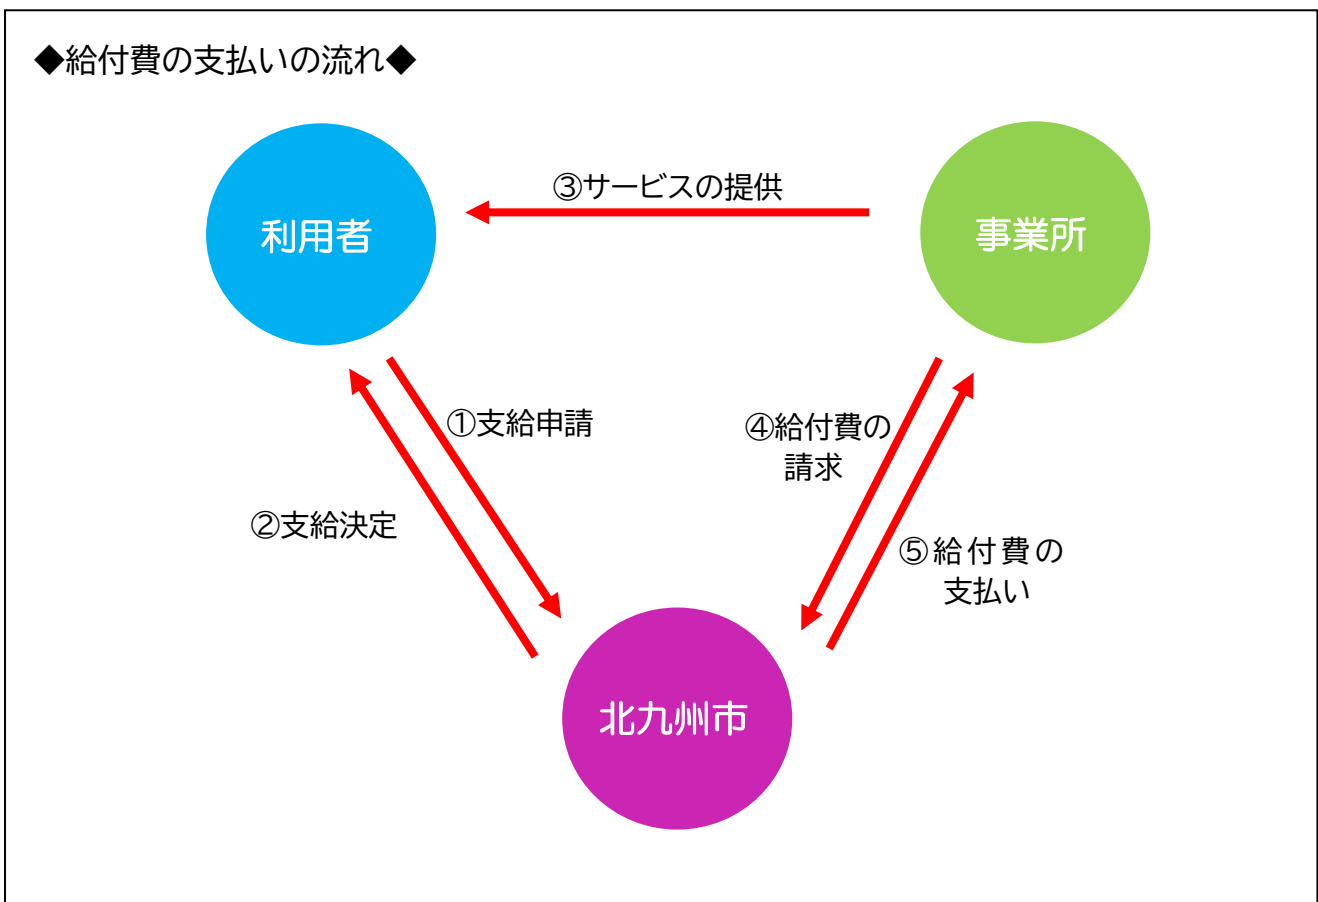 ◆給付費の支払いの流れ◆
③サービスの提供
利用者
事業所
①支給申請
④給付費の
請求
②支給決定
⑤給付費の
支払い
北九州市